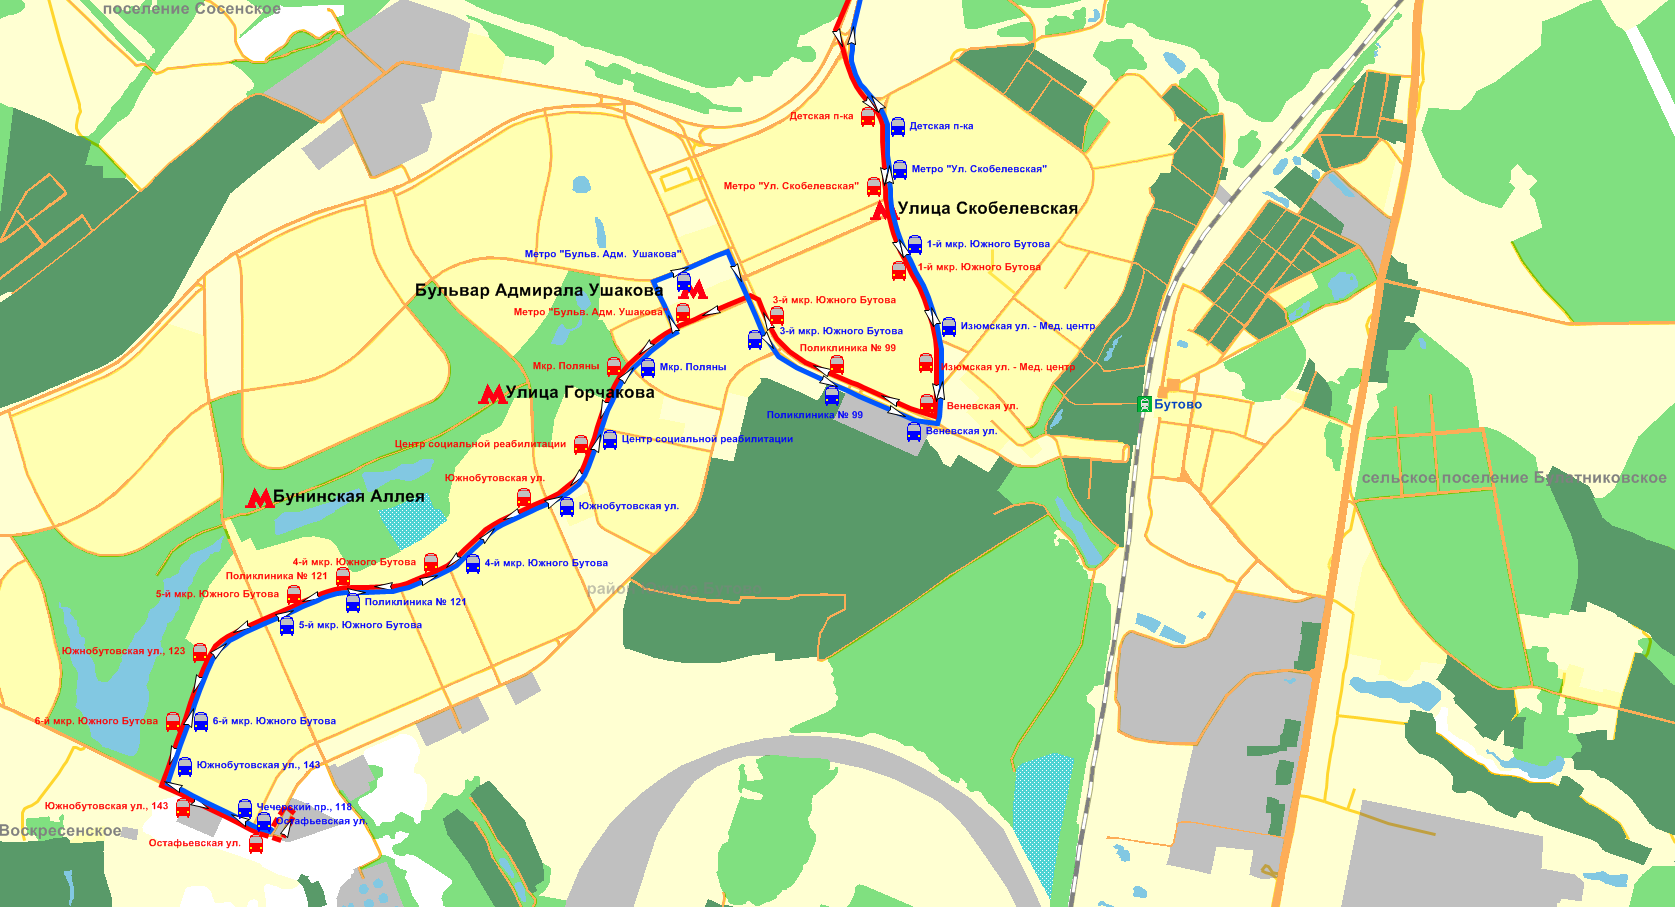 поселение Сосенское
Детская п-ка
Детская п-ка
Метро "Ул. Скобелевская"
Метро "Ул. Скобелевская"
Улица Скобелевская
1-й мкр. Южного Бутова
1-й мкр. Южного Бутова
Метро "Бульв. Адм. Ушакова"
Бульвар Адмирала Ушакова
Метро "Бульв. Адм. Ушакова
3-й мкр. Южного Бутова
3-й мкр. Южного Бутова
Изюмская ул. - Мед. центр
Поликлиника № 99
Изюмская ул. - Мед. центр
Мкр. Поляны
Мкр. Поляны
Улица Горчакова
Поликлиника № 99
Веневская ул.
Веневская ул.
Бутово
Центр социальной реабилитации
Центр социальной реабилитации
Южнобутовская ул.
Южнобутовская ул.
сельское поселение
Бунинская Аллея
4-й мкр. Южного Бутова
4-й мкр. Южного Бутова
Поликлиника № 121
5-й мкр. Южного Бутова
Поликлиника № 121
5-й мкр. Южного Бутова
Южнобутовская ул., 123
6-й мкр. Южного Бутова
6-й мкр. Южного Бутова
Южнобутовская ул., 143
Южнобутовская ул., 143
Чечерский пр., 118
Остафьевская ул.
Воскресенское
Остафьевская ул.